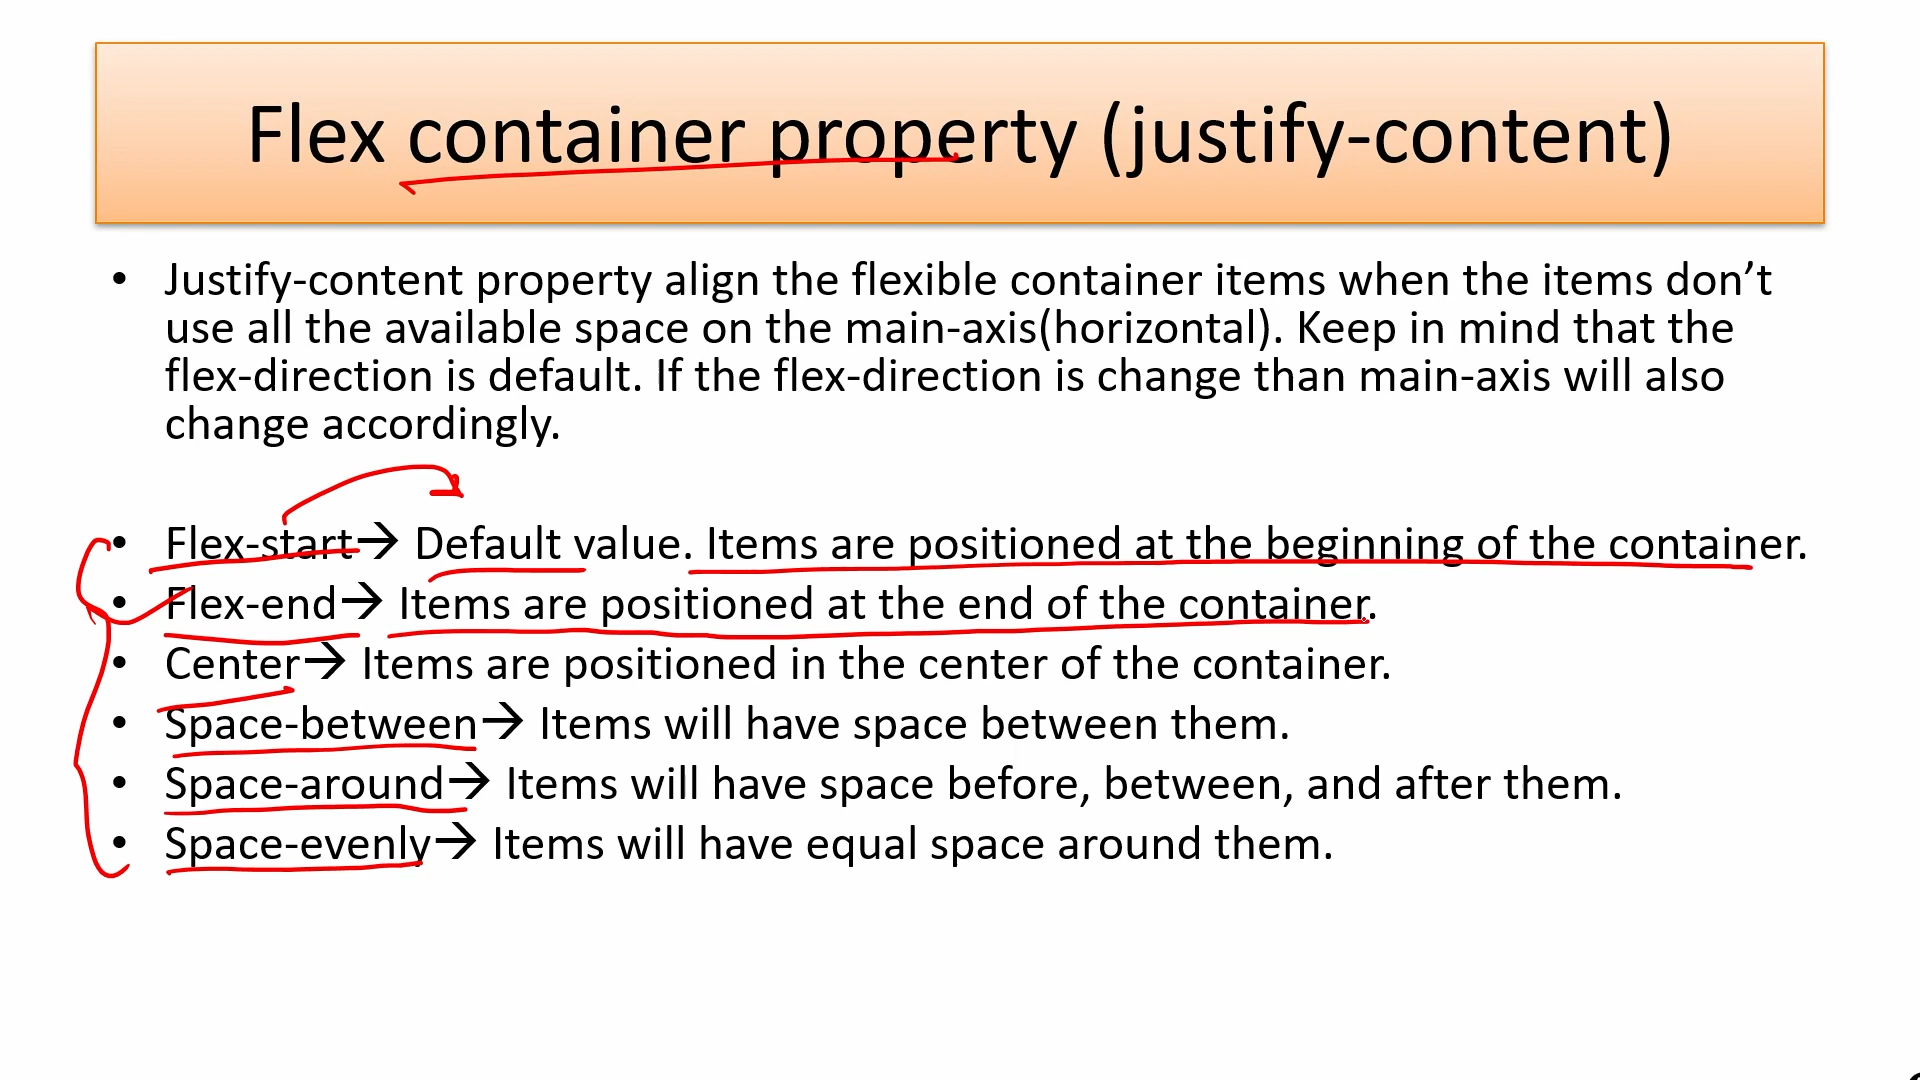 Flex container property (justify-content)
• Justify-content property align the flexible container items when the items don’t
use all the available space on the main-axis(horizontal). Keep in mind that the
flex-direction is default. If the flex-direction is change than main-axis will also
change accordingly.
• Flex-start→ Default value. Items are positioned at the beginning of the container.
• Flex-end→ Items are positioned at the end of the container.
• Center→ Items are positioned in the center of the container.
• Space-between→ Items will have space between them.
• Space-around→ Items will have space before, between, and after them.
• Space-evenly→ Items will have equal space around them.